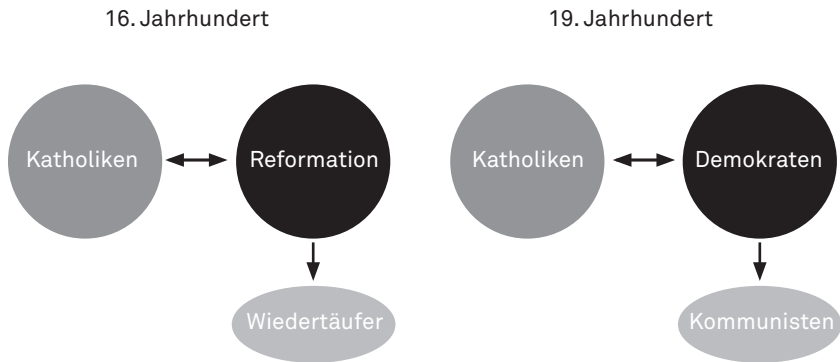 16. Jahrhundert
19. Jahrhundert
Katholiken
Reformation
Katholiken
Demokraten
Wiedertäufer
Kommunisten